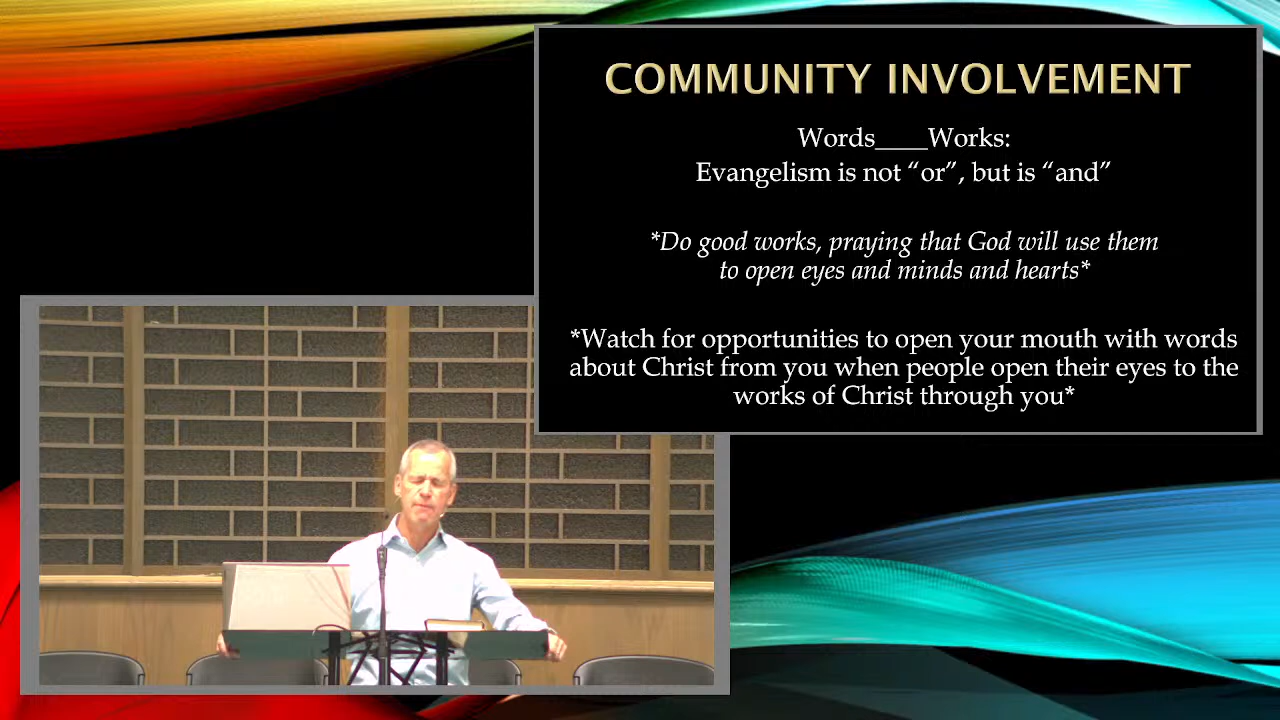 COMMUNITY INVOLVEMENT
Words____Works:
Evangelism is not “or”, but is “and”
*Do good works, praying that God will use them
to open eyes and minds and hearts*
*Watch for opportunities to open your mouth with words
about Christ from you when people open their eyes to the
works of Christ through you*